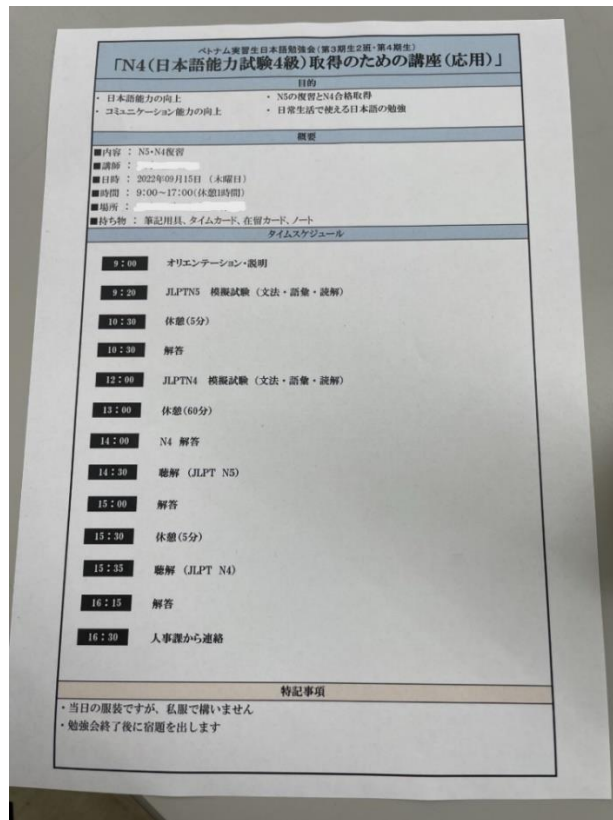 ベトナム実習生日本語勉強会(第3期生2班・第4期生)
「N4(日本語能力試験4級)取得のための講座(応用)」
目的
・ 日本語能力の向上 ・ N5の復習とN4合格取得
・ コミュニケーション能力の向上 ・ 日常生活で使える日本語の勉強
概要
■内容 : N5・N4復習
■講師 :
■日時 : 2022年09月15日 (木曜日)
■時間 : 9:00~17:00(休憩1時間)
■場所 :
■持ち物 : 筆記用具、タイムカード、在留カード、ノート
タイムスケジュール
9:00 オリエンテーション・説明
9:20 JLPTN5 模擬試験 (文法・語彙・読解)
10:30 休憩(5分)
10:30 解答
12:00 JLPTN4 模擬試験 (文法・語彙・読解)
13:00 休憩(60分)
14:00 N4 解答
14:30 聴解 (JLPT N5)
15:00 解答
15:30 休憩(5分)
15:35 聴解 (JLPT N4)
16:15 解答
16:30 人事課から連絡
特記事項
・当日の服装ですが、私服で構いません
・勉強会終了後に宿題を出します